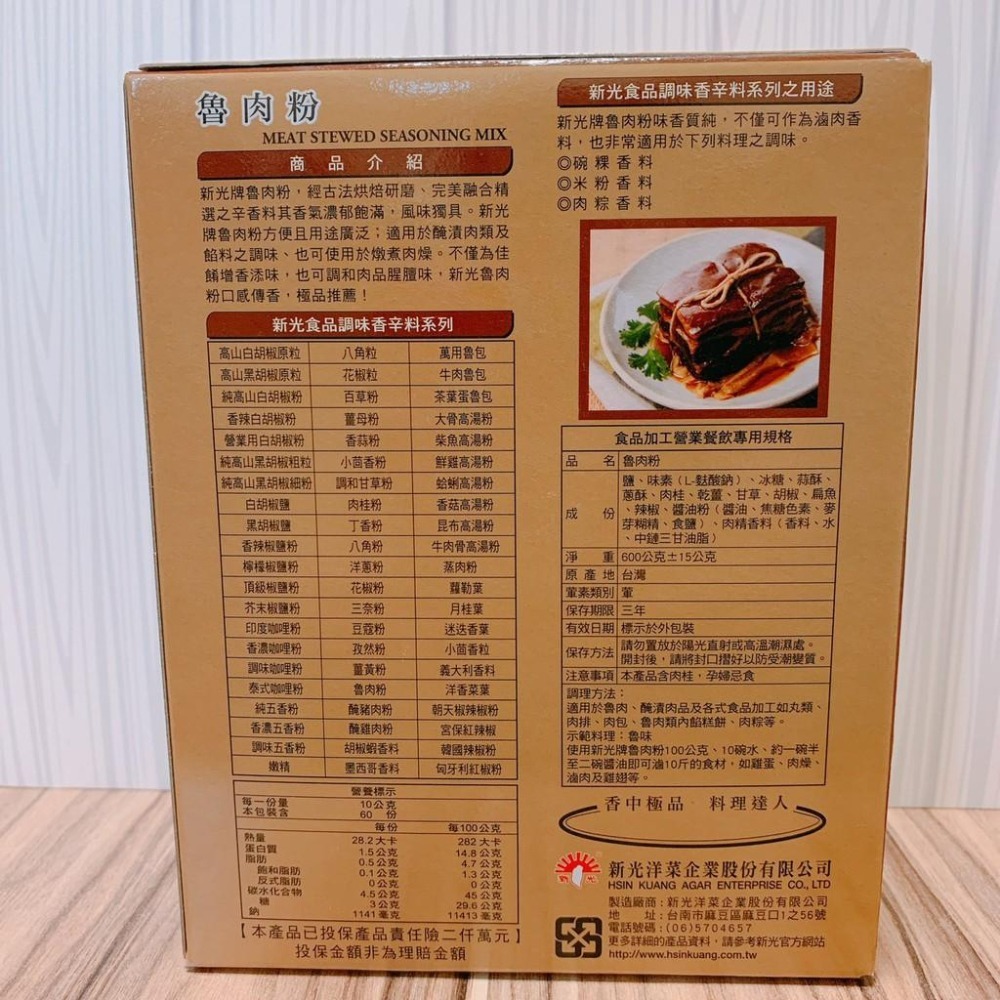 魯肉粉
MEAT STEWED SEASONING MIX
商品介紹
新光牌魯肉粉，經古法烘焙研磨、完美融合精
選之辛香料其香氣濃郁飽滿，風味獨具。新光
牌魯肉粉方便且用途廣泛；適用於醃漬肉類及
餡料之調味、也可使用於燉煮肉燥。不僅為佳
餚增香添味，也可調和肉品腥膻味，新光魯肉
粉口感傳香，極品推薦！
新光食品調味香辛料系列
高山白胡椒原粒 八角粒 萬用魯包
高山黑胡椒原粒 花椒粒 牛肉魯包
純高山白胡椒粉 百草粉 茶葉蛋魯包
香辣白胡椒粉 薑母粉 大骨高湯粉
營業用白胡椒粉 香蒜粉 柴魚高湯粉
純高山黑胡椒粗粒 小茴香粉 鮮雞高湯粉
純高山黑胡椒細粉 調和甘草粉 蛤蜊高湯粉
白胡椒鹽 肉桂粉 香菇高湯粉
黑胡椒鹽 丁香粉 昆布高湯粉
香辣椒鹽粉 八角粉 牛肉骨高湯粉
檸檬椒鹽粉 洋蔥粉 蒸肉粉
頂級椒鹽粉 花椒粉 蘿勒葉
芥末椒鹽粉 三奈粉 月桂葉
印度咖哩粉 豆蔻粉 迷迭香葉
香濃咖哩粉 孜然粉 小茴香粒
調味咖哩粉 薑黃粉 義大利香料
泰式咖哩粉 魯肉粉 洋香菜葉
純五香粉 醃豬肉粉 朝天椒辣椒粉
香濃五香粉 醃雞肉粉 宮保紅辣椒
調味五香粉 胡椒蝦香料 韓國辣椒粉
嫩精 墨西哥香料 匈牙利紅椒粉
營養標示
每一份量 10公克
本包裝含 60 份
每份 每100公克
熱量 28.2大卡 282大卡
蛋白質 1.5公克 14.8公克
脂肪 0.5公克 4.7公克
飽和脂肪 0.1公克 1.3公克
反式脂肪 0公克 0公克
碳水化合物 4.5公克 45公克
糖 3公克 29.6公克
鈉 1141毫克 11413毫克
【本產品已投保產品責任險二仟萬元】
投保金額非為理賠金額
新光食品調味香辛料系列之用途
新光牌魯肉粉味香質純，不僅可作為滷肉香
料，也非常適用於下列料理之調味。
◎碗粿香料
◎米粉香料
◎肉粽香料
食品加工營業餐飲專用規格
品名 魯肉粉
成份 鹽、味素（L-麩酸鈉）、冰糖、蒜酥、
蔥酥、肉桂、乾薑、甘草、胡椒、扁魚
、辣椒、醬油粉（醬油、焦糖色素、麥
芽糊精、食鹽）、肉精香料（香料、水
、中鏈三甘油脂）
淨重 600公克±15公克
原產地 台灣
葷素類別 葷
保存期限 三年
有效日期 標示於外包裝
保存方法 請勿置放於陽光直射或高溫潮濕處。
開封後，請將封口摺好以防受潮變質。
注意事項 本產品含肉桂，孕婦忌食
調理方法：
適用於魯肉、醃漬肉品及各式食品加工如丸類、
肉排、肉包、魯肉類內餡糕餅、肉粽等。
示範料理：魯味
使用新光牌魯肉粉100公克、10碗水、約一碗半
至二碗醬油即可滷10斤的食材，如雞蛋、肉燥、
滷肉及雞翅等。
香中極品 料理達人
新光洋菜企業股份有限公司
HSIN KUANG AGAR ENTERPRISE CO., LTD
製造廠商：新光洋菜企業股份有限公司
地址：台南市麻豆區麻豆口1之56號
電話號碼：(06)5704657
更多詳細的產品資料，請參考新光官方網站
http://www.hsinkuang.com.tw